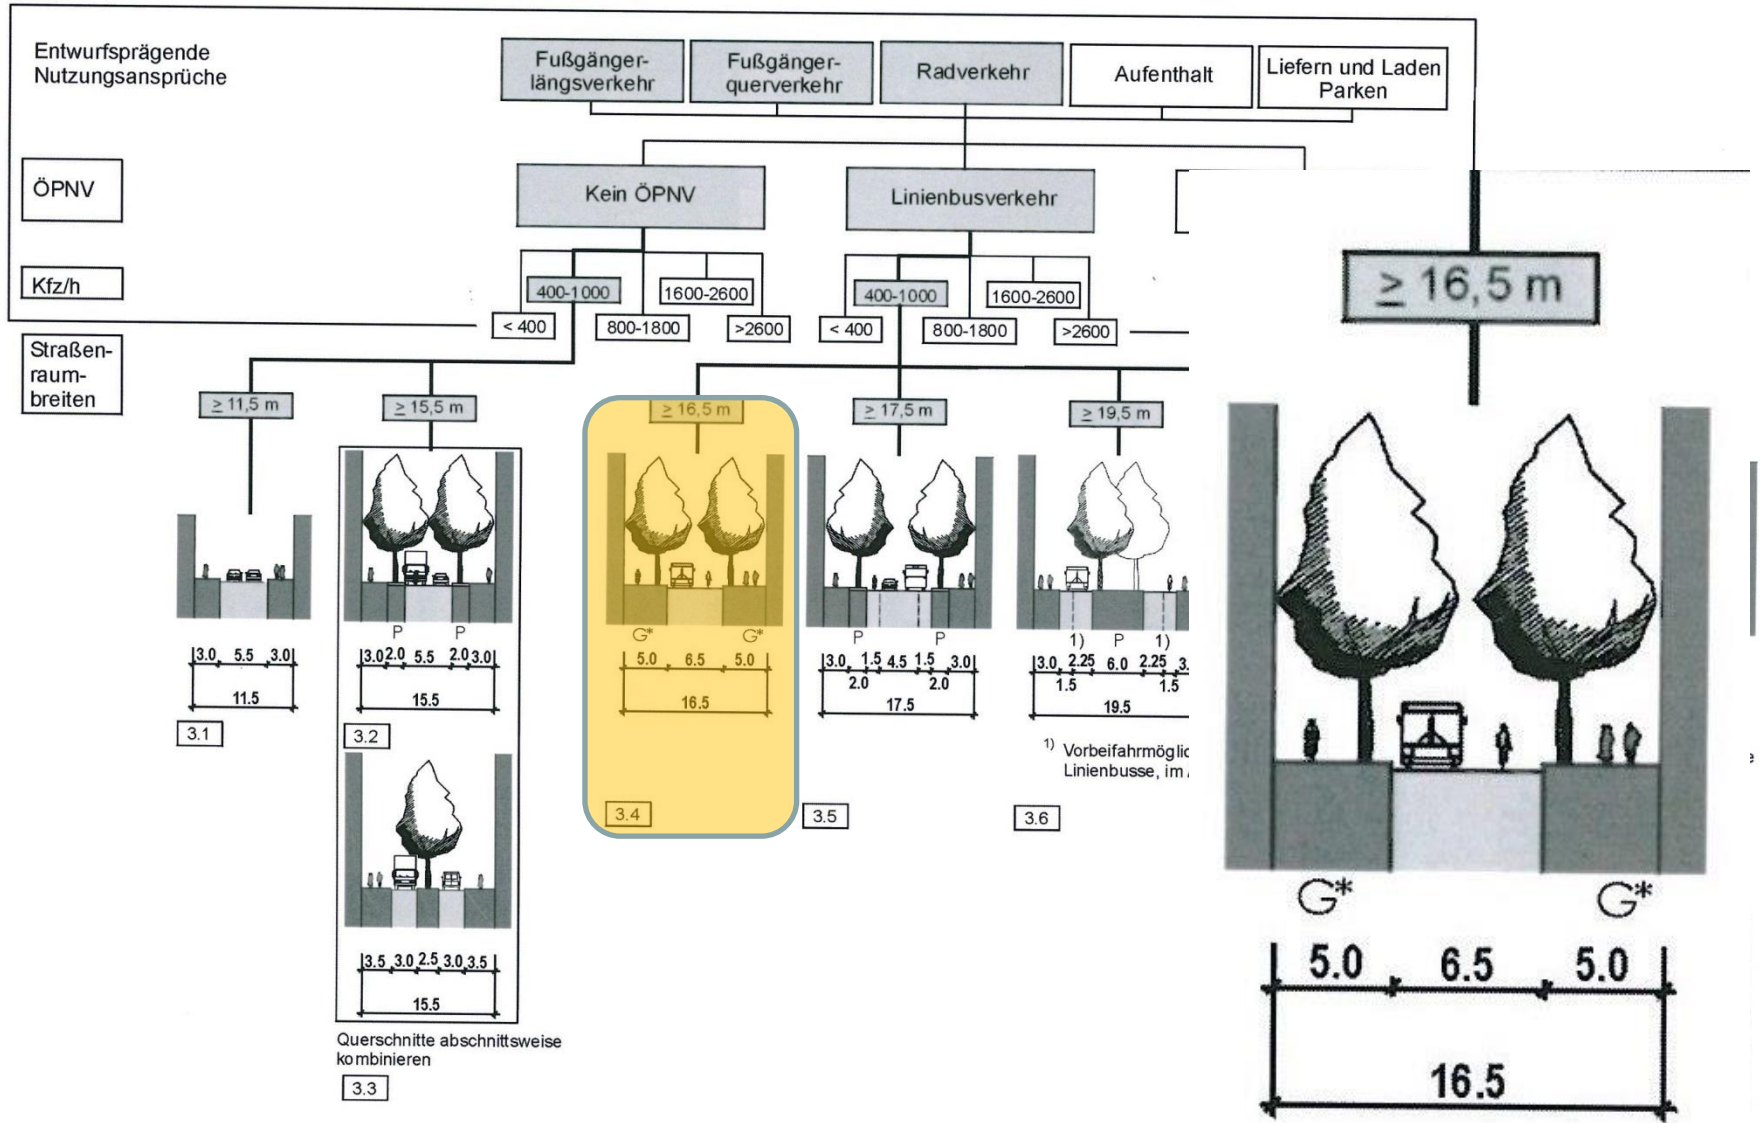 Entwurfsprägende
Nutzungsansprüche
Fußgänger-
längsverkehr
Fußgänger-
querverkehr
Radverkehr
Aufenthalt
Liefern und Laden
Parken
ÖPNV
Kein ÖPNV
Linienbusverkehr
Kfz/h
400-1000
1600-2600
< 400
800-1800
>2600
400-1000
1600-2600
< 400
800-1800
>2600
Straßen-
raum-
breiten
≥ 11,5 m
≥ 15,5 m
≥ 16,5 m
≥ 17,5 m
≥ 19,5 m
3.0 5.5 3.0
11.5
3.1
P P
3.0 2.0 5.5 2.0 3.0
15.5
3.2
3.5 3.0 2.5 3.0 3.5
15.5
Querschnitte abschnittsweise
kombinieren
3.3
G* G*
5.0 6.5 5.0
16.5
3.4
P P
3.0 1.5 4.5 1.5 3.0
2.0 2.0
17.5
3.5
1) P 1)
3.0 2.25 6.0 2.25 3.
1.5 1.5
19.5
1) Vorbeifahrmöglic
Linienbusse, im
3.6
≥ 16,5 m
G* G*
5.0 6.5 5.0
16.5